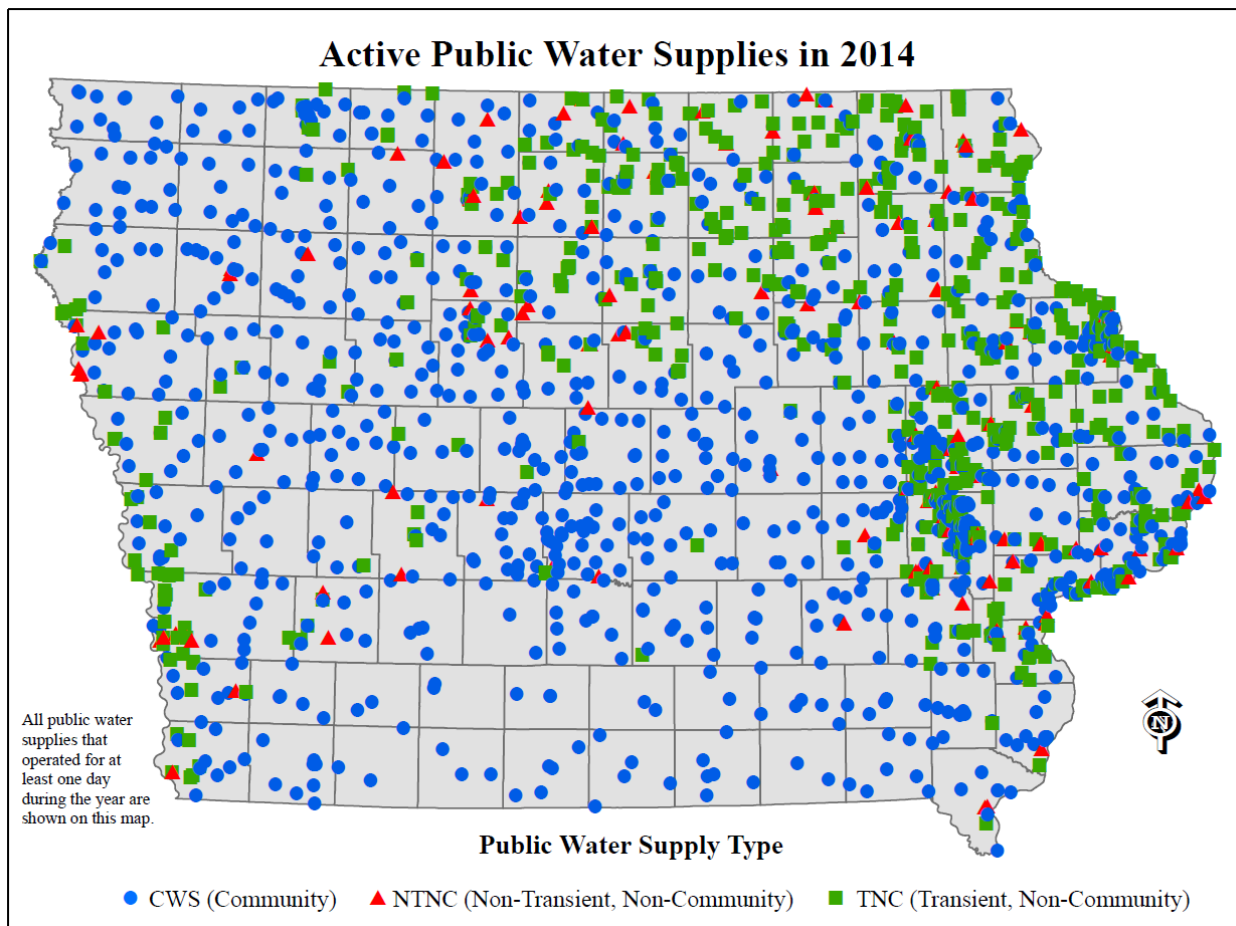 Active Public Water Supplies in 2014
All public water
supplies that
operated for at
least one day
during the year are
shown on this map.
N
Public Water Supply Type
CWS (Community)
NTNC (Non-Transient, Non-Community)
TNC (Transient, Non-Community)